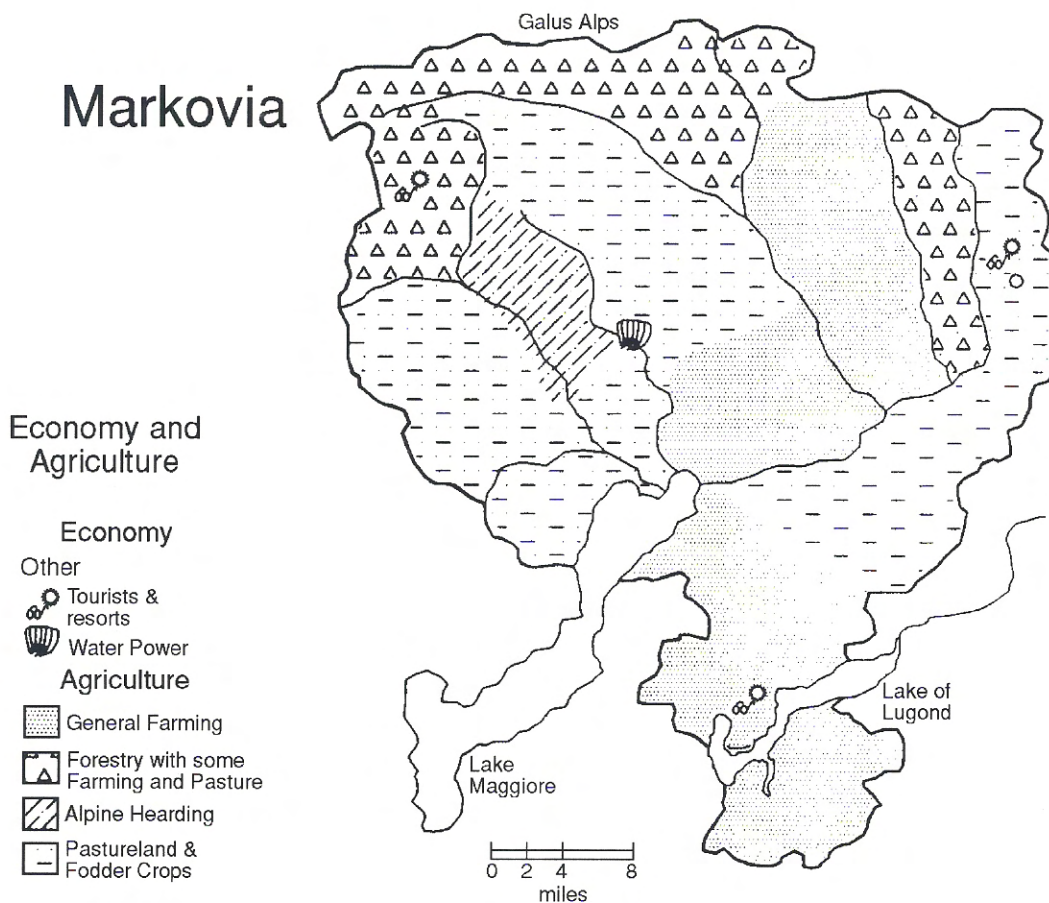 Galus Alps
Markovia
Economy and
Agriculture
Economy
Other
Tourists &
resorts
Water Power
Agriculture
General Farming
Forestry with some
Farming and Pasture
Alpine Hearding
Pastureland &
Fodder Crops
Lake of
Lugond
Lake
Maggiore
0 2 4 8
miles